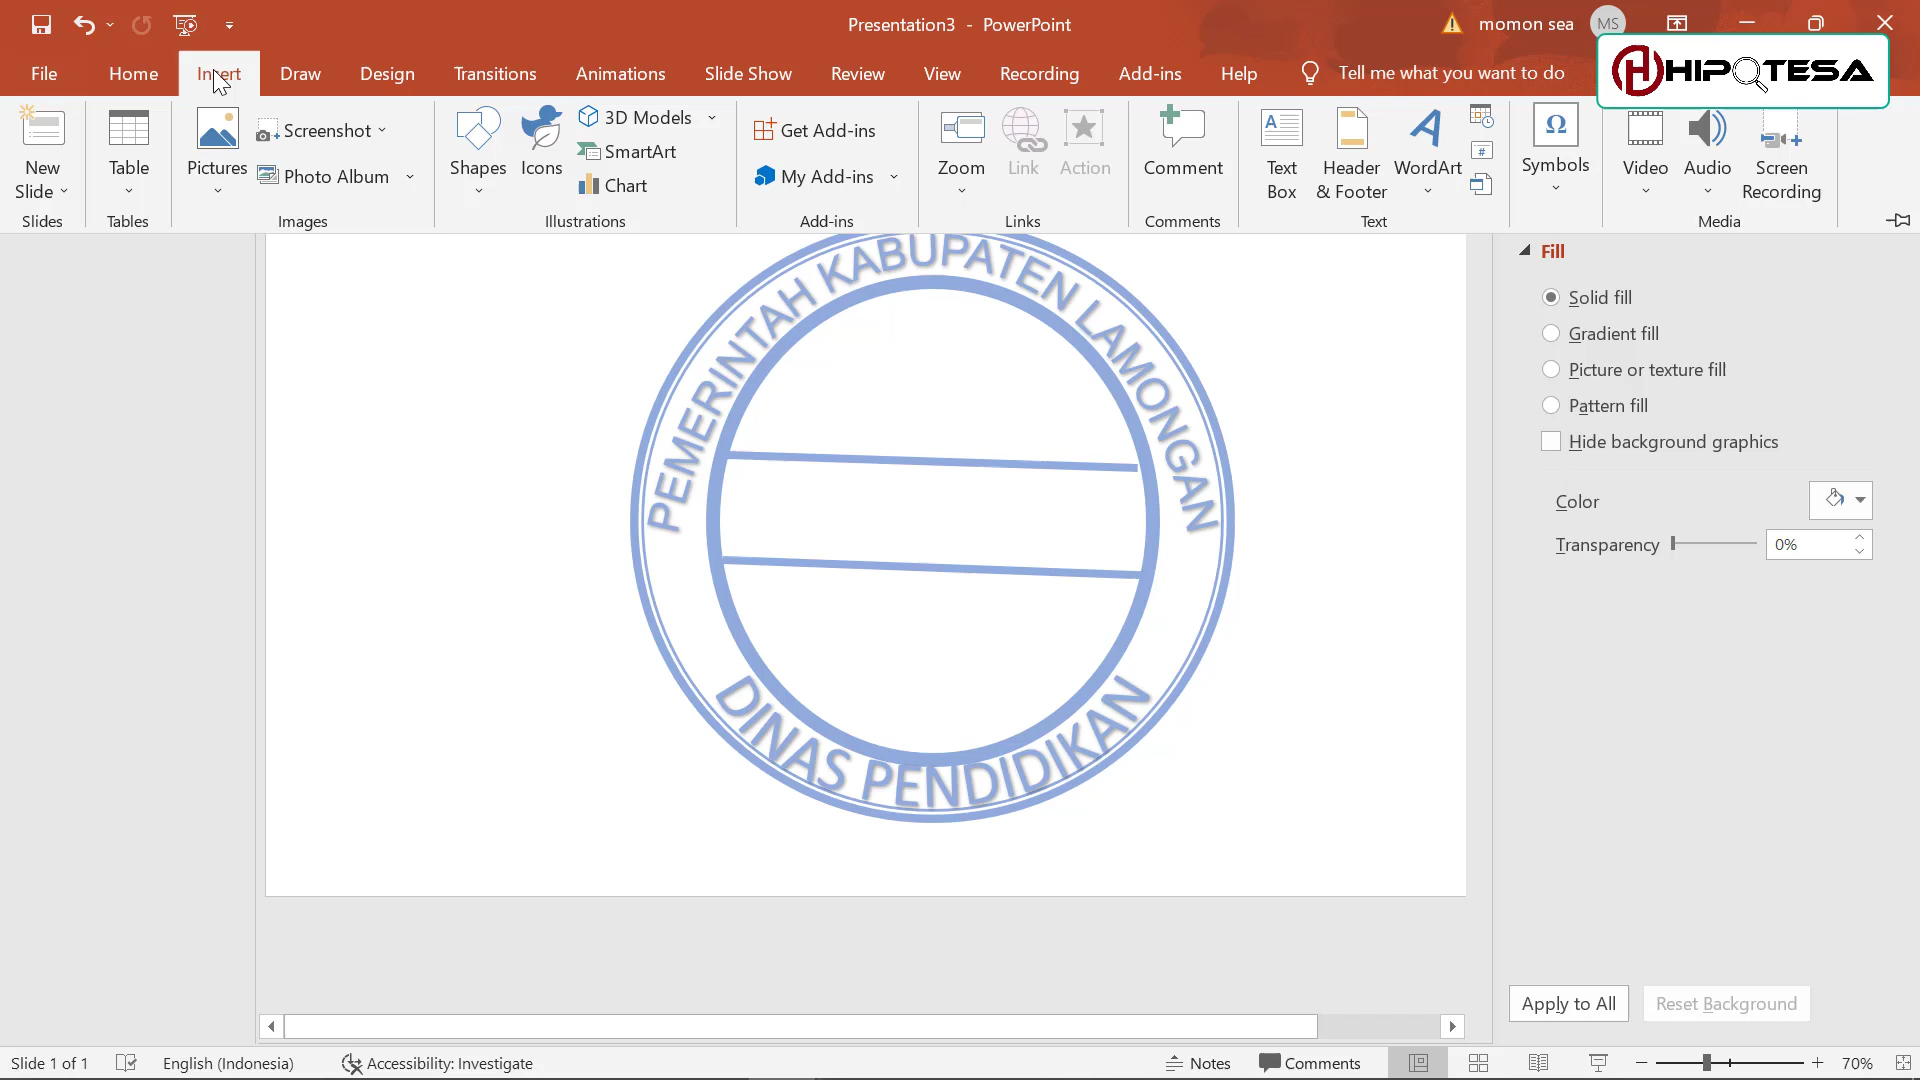 Presentation3 - PowerPoint
momon sea
MS
File Home Insert Draw Design Transitions Animations Slide Show Review View Recording Add-ins Help Tell me what you want to do
HIPOTESA
New Slide
Table
Pictures
Screenshot
Photo Album
Shapes
Icons
3D Models
SmartArt
Chart
Get Add-ins
My Add-ins
Zoom
Link
Action
Comment
Text Box
Header & Footer
WordArt
Symbols
Video
Audio
Screen Recording
Slides
Tables
Images
Illustrations
Add-ins
Links
Comments
Text
Media
PEMERINTAH KABUPATEN LAMONGAN
DINAS PENDIDIKAN
Fill
Solid fill
Gradient fill
Picture or texture fill
Pattern fill
Hide background graphics
Color
Transparency 0%
Apply to All
Reset Background
Slide 1 of 1
English (Indonesia)
Accessibility: Investigate
Notes
Comments
70%